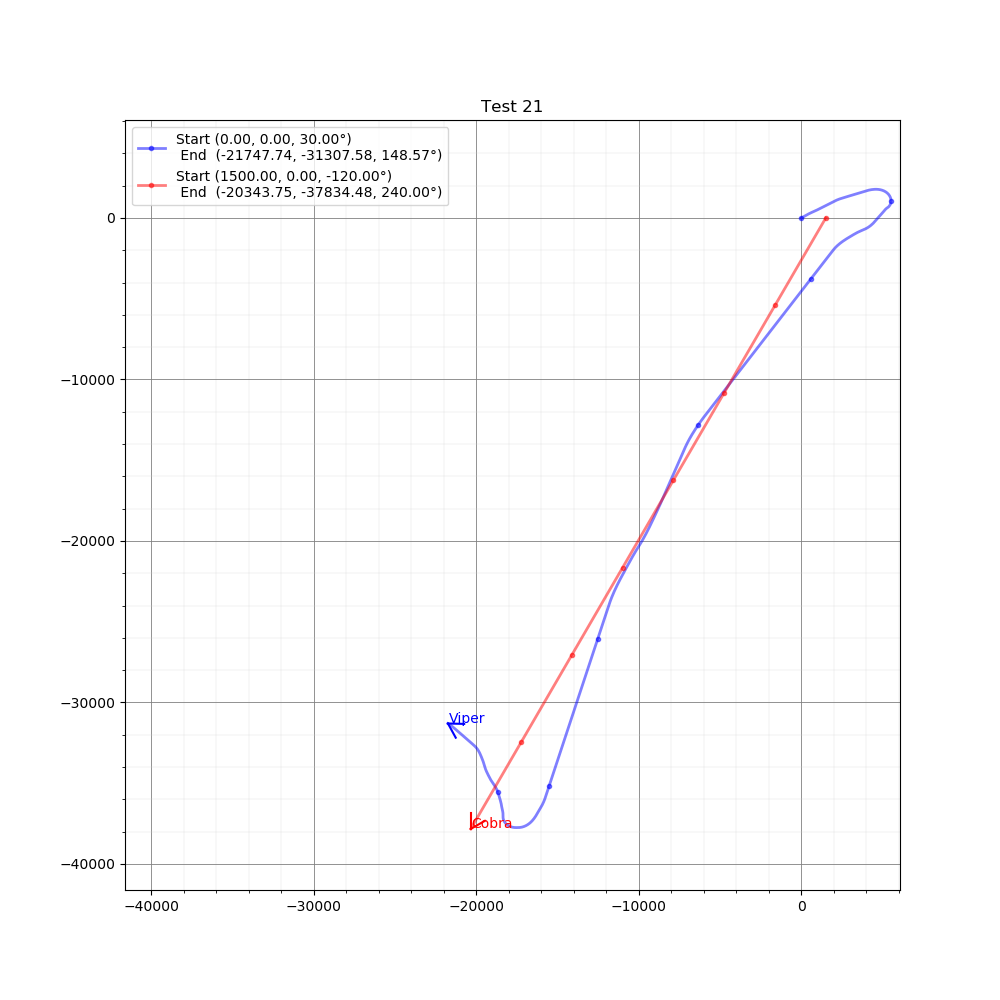 Test 21
Start (0.00, 0.00, 30.00°)
End  (-21747.74, -31307.58, 148.57°)
Start (1500.00, 0.00, -120.00°)
End  (-20343.75, -37834.48, 240.00°)
0
−10000
−20000
−30000
−40000
Viper
Cobra
−40000
−30000
−20000
−10000
0